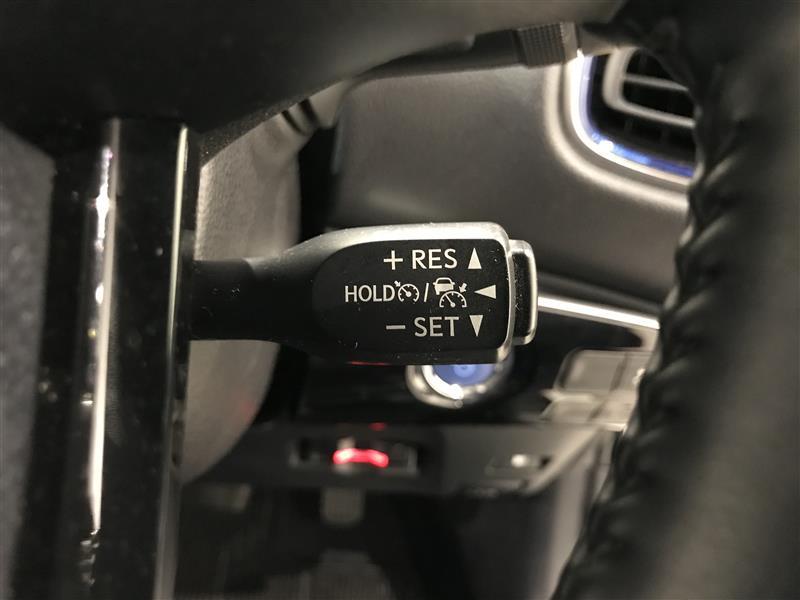 + RES ▲
HOLD / ◀
− SET ▼